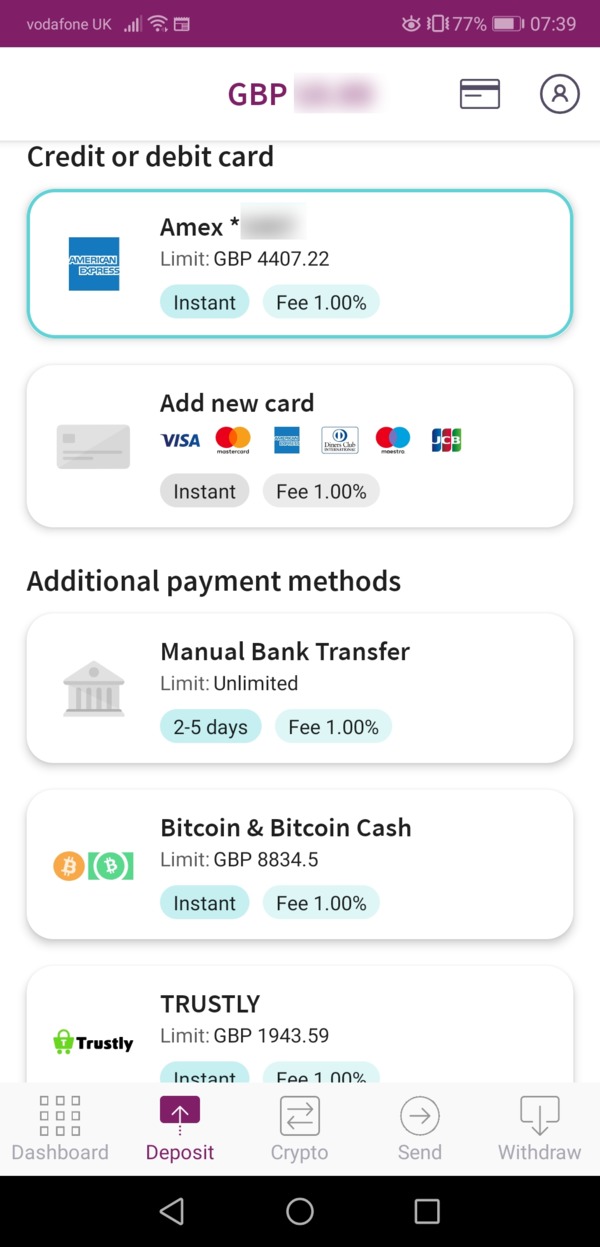 vodafone UK 77% 07:39
GBP
Credit or debit card
Amex *
AMERICAN
EXPRESS
Limit: GBP 4407.22
Instant Fee 1.00%
Add new card
VISA mastercard AMERICAN EXPRESS Diners Club INTERNATIONAL maestro JCB
Instant Fee 1.00%
Additional payment methods
Manual Bank Transfer
Limit: Unlimited
2-5 days Fee 1.00%
Bitcoin & Bitcoin Cash
Limit: GBP 8834.5
Instant Fee 1.00%
TRUSTLY
Limit: GBP 1943.59
Trustly
Instant Fee 1.00%
Dashboard Deposit Crypto Send Withdraw